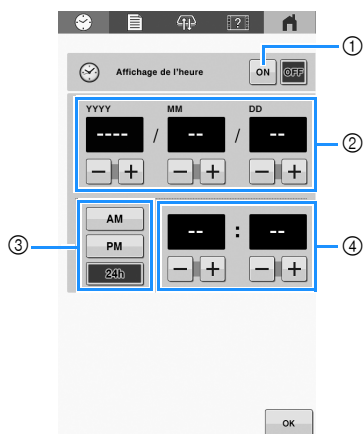 ①
Affichage de l'heure ON OFF
YYYY MM DD
---- / -- / --
②
− + − + − +
AM
PM
24h
③
-- : --
④
− + − +
OK